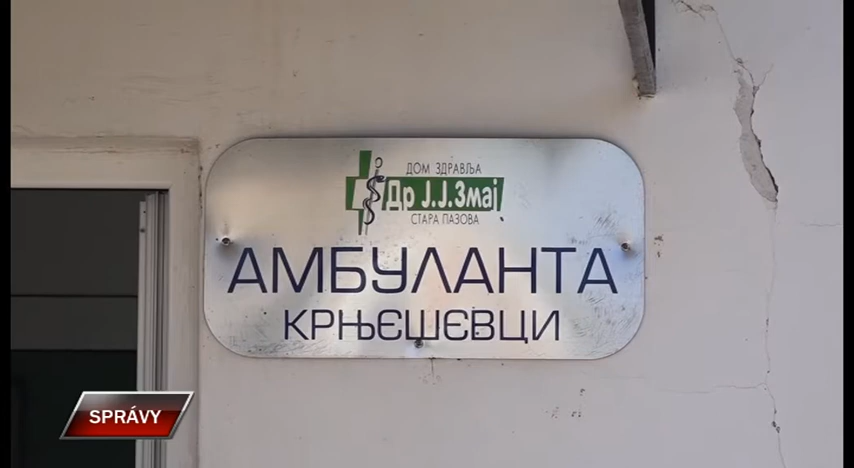 ДОМ ЗДРАВЉА
Др Ј.Ј.Змај
СТАРА ПАЗОВА
АМБУЛАНТА
КРЊЕШЕВЦИ
SPRÁVY